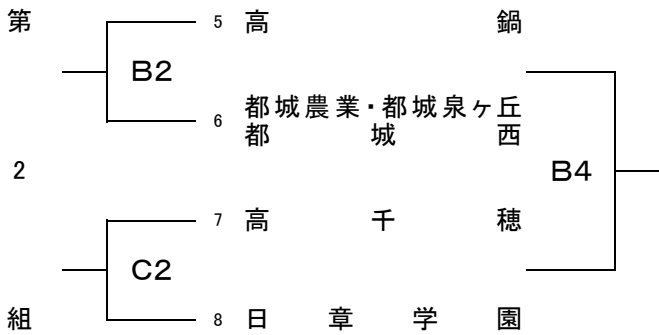 第 5 高鍋
B2
6 都城農業・都城泉ヶ丘
都城西
2 B4
7 高千穂
C2
組 8 日章学園